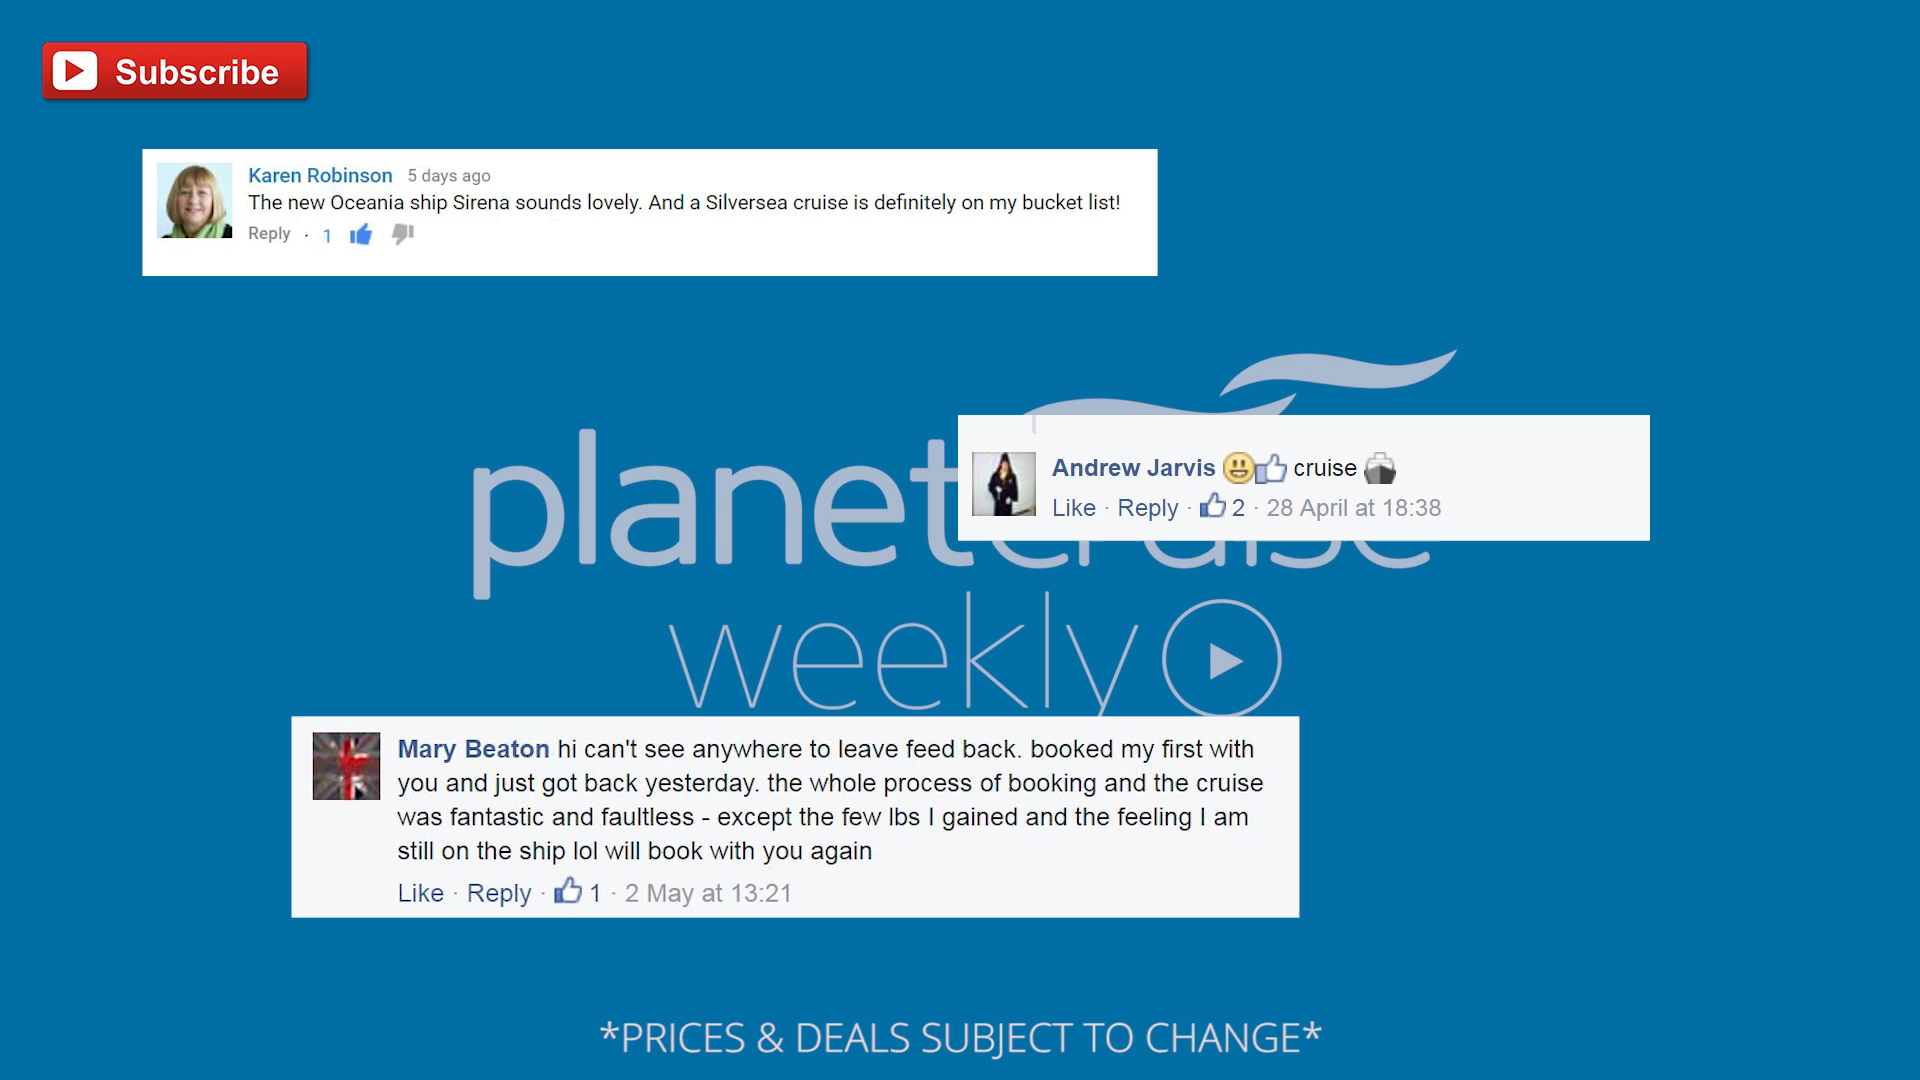 Subscribe
Karen Robinson 5 days ago
The new Oceania ship Sirena sounds lovely. And a Silversea cruise is definitely on my bucket list!
Reply · 1
Andrew Jarvis cruise
Like · Reply · 2 · 28 April at 18:38
planetcruise
weekly
Mary Beaton hi can't see anywhere to leave feed back. booked my first with
you and just got back yesterday. the whole process of booking and the cruise
was fantastic and faultless - except the few lbs I gained and the feeling I am
still on the ship lol will book with you again
Like · Reply · 1 · 2 May at 13:21
*PRICES & DEALS SUBJECT TO CHANGE*